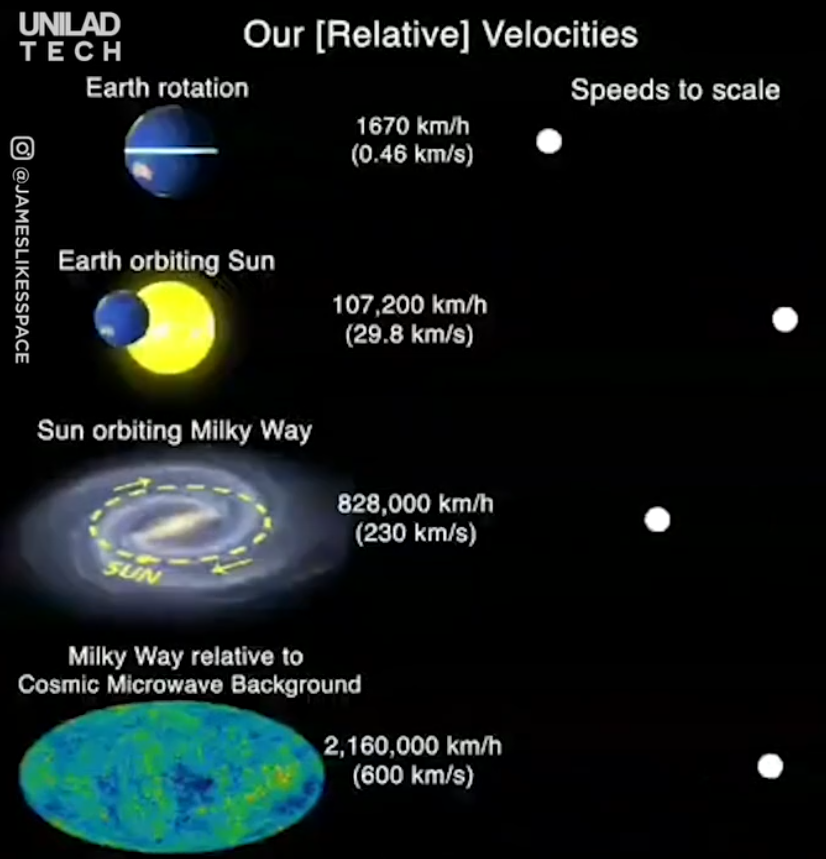 UNILAD
TECH
Our [Relative] Velocities
Earth rotation
Speeds to scale
1670 km/h
(0.46 km/s)
@JAMESLIKESSPACE
Earth orbiting Sun
107,200 km/h
(29.8 km/s)
Sun orbiting Milky Way
828,000 km/h
(230 km/s)
SUN
Milky Way relative to
Cosmic Microwave Background
2,160,000 km/h
(600 km/s)